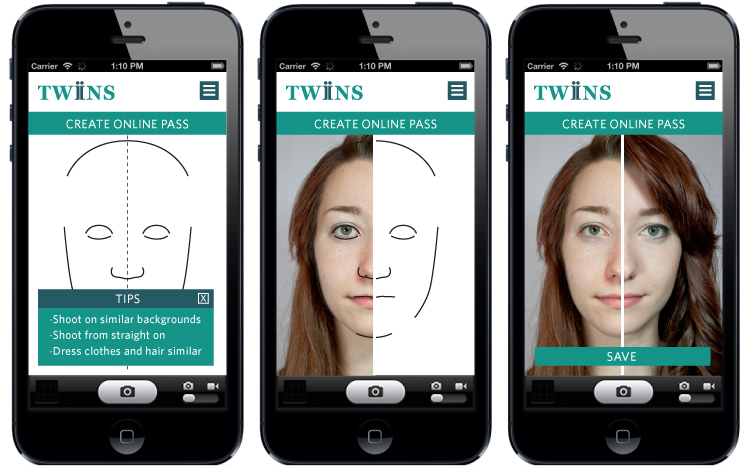 Carrier 1:10 PM
TWiiNS
CREATE ONLINE PASS
TIPS X
·Shoot on similar backgrounds
·Shoot from straight on
·Dress clothes and hair similar
Carrier 1:10 PM
TWiiNS
CREATE ONLINE PASS
Carrier 1:10 PM
TWiiNS
CREATE ONLINE PASS
SAVE